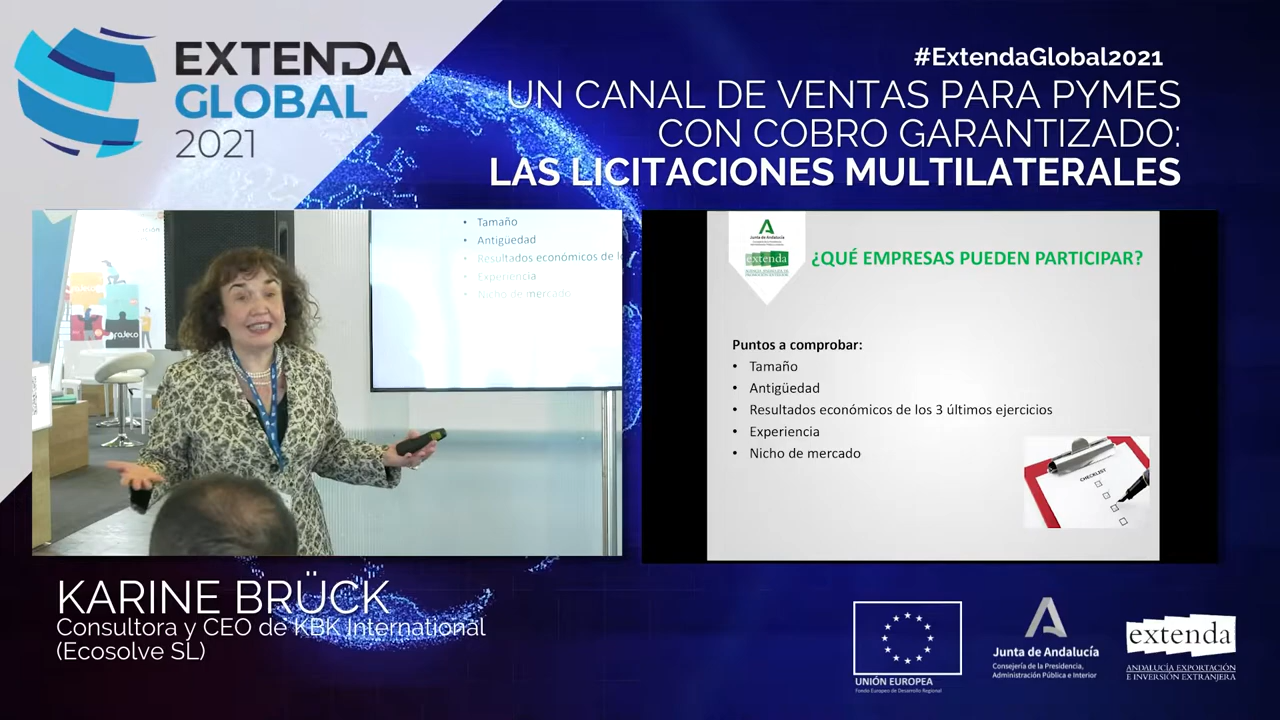 EXTENDA
GLOBAL
2021
#ExtendaGlobal2021
UN CANAL DE VENTAS PARA PYMES
CON COBRO GARANTIZADO:
LAS LICITACIONES MULTILATERALES
• Tamaño
• Antigüedad
• Resultados económicos de lo
• Experiencia
• Nicho de mercado
rajeco
Junta de Andalucía
extenda
¿QUÉ EMPRESAS PUEDEN PARTICIPAR?
Puntos a comprobar:
• Tamaño
• Antigüedad
• Resultados económicos de los 3 últimos ejercicios
• Experiencia
• Nicho de mercado
CHECKLIST
KARINE BRÜCK
Consultora y CEO de KBK International
(Ecosolve SL)
UNIÓN EUROPEA
Fondo Europeo de Desarrollo Regional
Junta de Andalucía
Consejería de la Presidencia,
Administración Pública e Interior
extenda
ANDALUCÍA EXPORTACIÓN
E INVERSIÓN EXTRANJERA